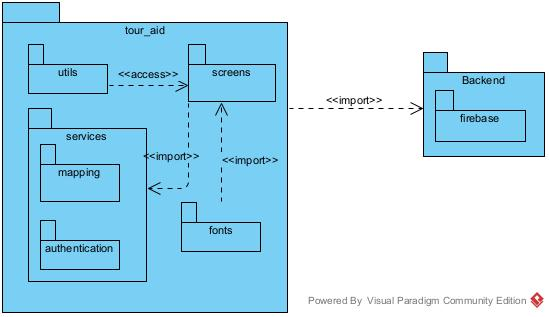 tour_aid
utils
<<access>>
screens
Backend
<<import>>
firebase
services
<<import>>
<<import>>
mapping
fonts
authentication
Powered By Visual Paradigm Community Edition